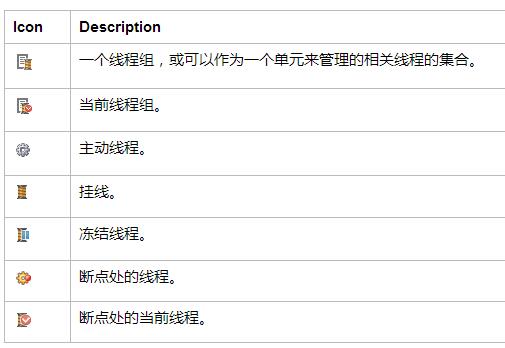 Icon Description
一个线程组，或可以作为一个单元来管理的相关线程的集合。
当前线程组。
主动线程。
挂线。
冻结线程。
断点处的线程。
断点处的当前线程。